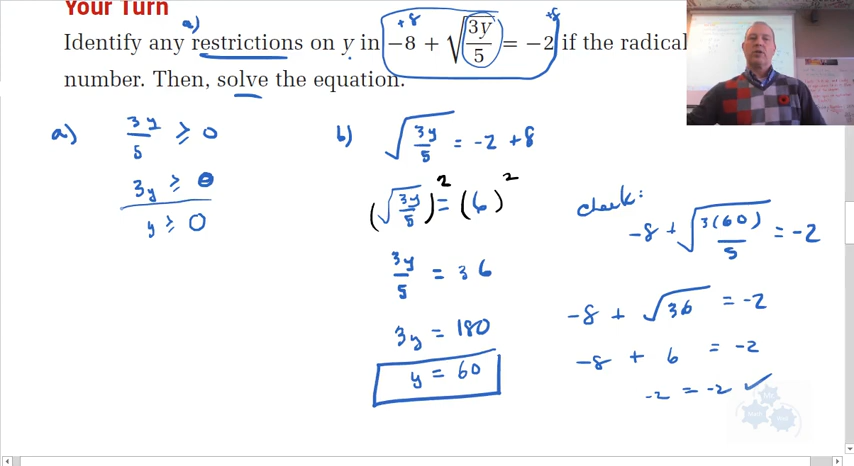 Your Turn
a) +8 +8
Identify any restrictions on y in −8 + √(3y/5) = −2 if the radical
number. Then, solve the equation.
a) 3y/5 ≥ 0
3y ≥ 0
y ≥ 0
b) √(3y/5) = -2 +8
(√(3y/5))² = (6)²
3y/5 = 36
3y = 180
y = 60
check:
-8 + √(3(60)/5) = -2
-8 + √36 = -2
-8 + 6 = -2
-2 = -2 ✓